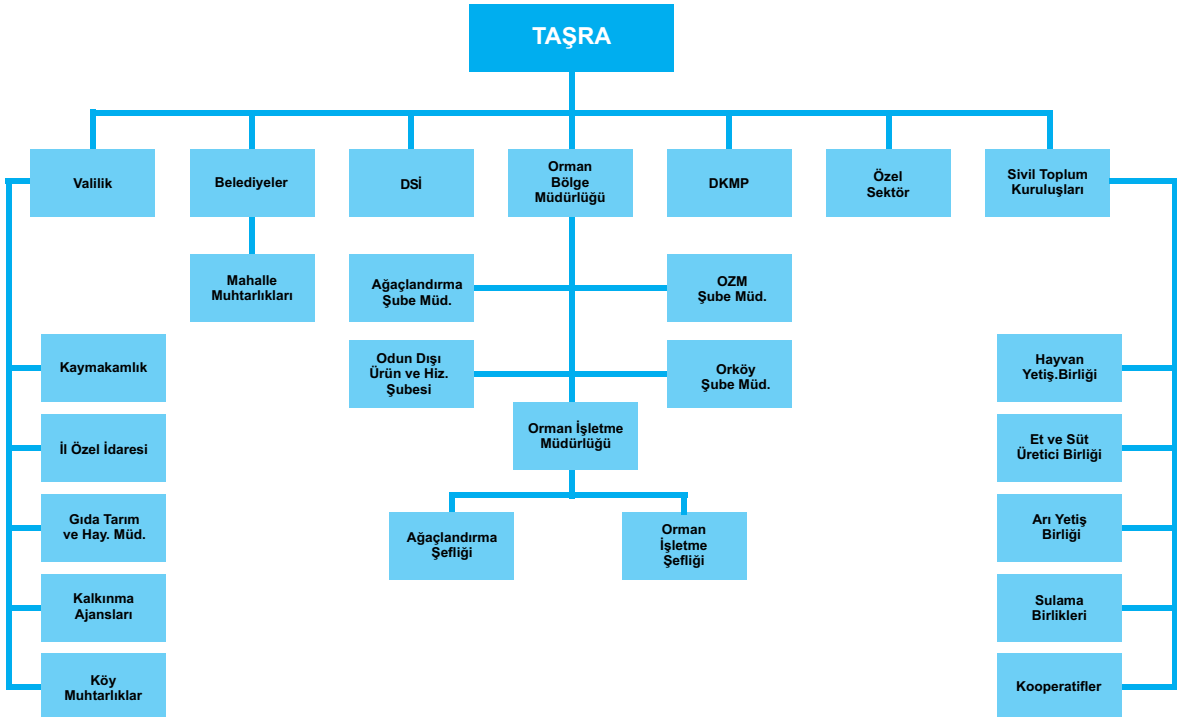 TAŞRA
Valilik
Belediyeler
DSİ
Orman
Bölge
Müdürlüğü
DKMP
Özel
Sektör
Sivil Toplum
Kuruluşları
Mahalle
Muhtarlıkları
Ağaçlandırma
Şube Müd.
OZM
Şube Müd.
Odun Dışı
Ürün ve Hiz.
Şubesi
Orköy
Şube Müd.
Orman İşletme
Müdürlüğü
Ağaçlandırma
Şefliği
Orman
İşletme
Şefliği
Kaymakamlık
İl Özel İdaresi
Gıda Tarım
ve Hay. Müd.
Kalkınma
Ajansları
Köy
Muhtarlıklar
Hayvan
Yetiş.Birliği
Et ve Süt
Üretici Birliği
Arı Yetiş
Birliği
Sulama
Birlikleri
Kooperatifler